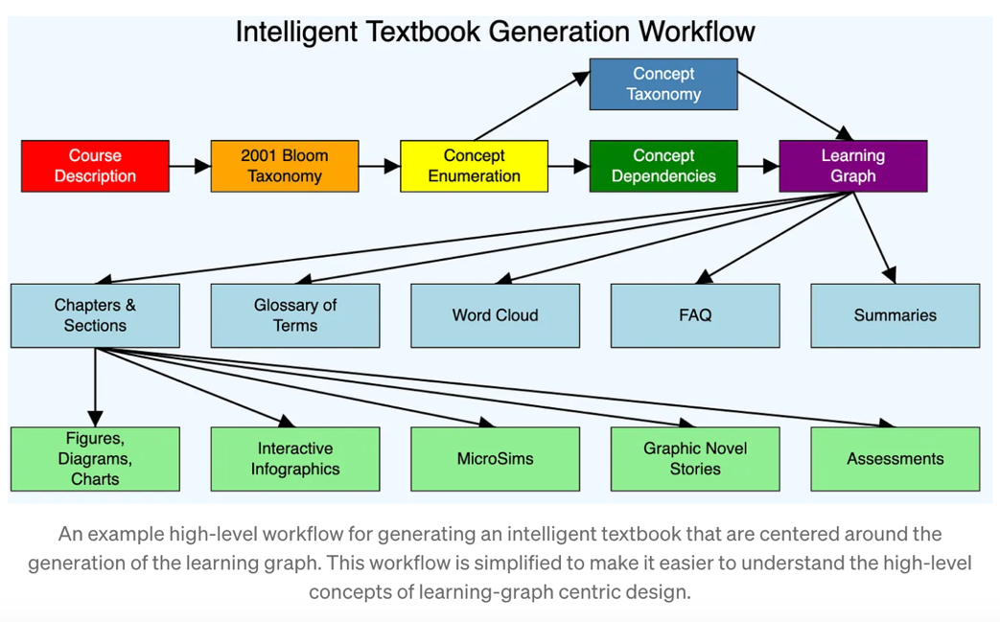 Intelligent Textbook Generation Workflow
Concept
Taxonomy
Course
Description
2001 Bloom
Taxonomy
Concept
Enumeration
Concept
Dependencies
Learning
Graph
Chapters &
Sections
Glossary of
Terms
Word Cloud
FAQ
Summaries
Figures,
Diagrams,
Charts
Interactive
Infographics
MicroSims
Graphic Novel
Stories
Assessments
An example high-level workflow for generating an intelligent textbook that are centered around the
generation of the learning graph. This workflow is simplified to make it easier to understand the high-level
concepts of learning-graph centric design.